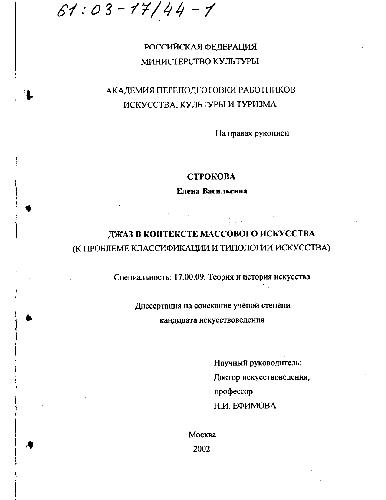 61:03-17/44-1
РОССИЙСКАЯ ФЕДЕРАЦИЯ
МИНИСТЕРСТВО КУЛЬТУРЫ
АКАДЕМИЯ ПЕРЕПОДГОТОВКИ РАБОТНИКОВ
ИСКУССТВА, КУЛЬТУРЫ И ТУРИЗМА
На правах рукописи
СТРОКОВА
Елена Васильевна
ДЖАЗ В КОНТЕКСТЕ МАССОВОГО ИСКУССТВА
(К ПРОБЛЕМЕ КЛАССИФИКАЦИИ И ТИПОЛОГИИ ИСКУССТВА)
Специальность: 17.00.09. Теория и история искусства
Диссертация на соискание учёной степени
кандидата искусствоведения
Научный руководитель:
Доктор искусствоведения,
профессор
Н.И. ЕФИМОВА
Москва
2002